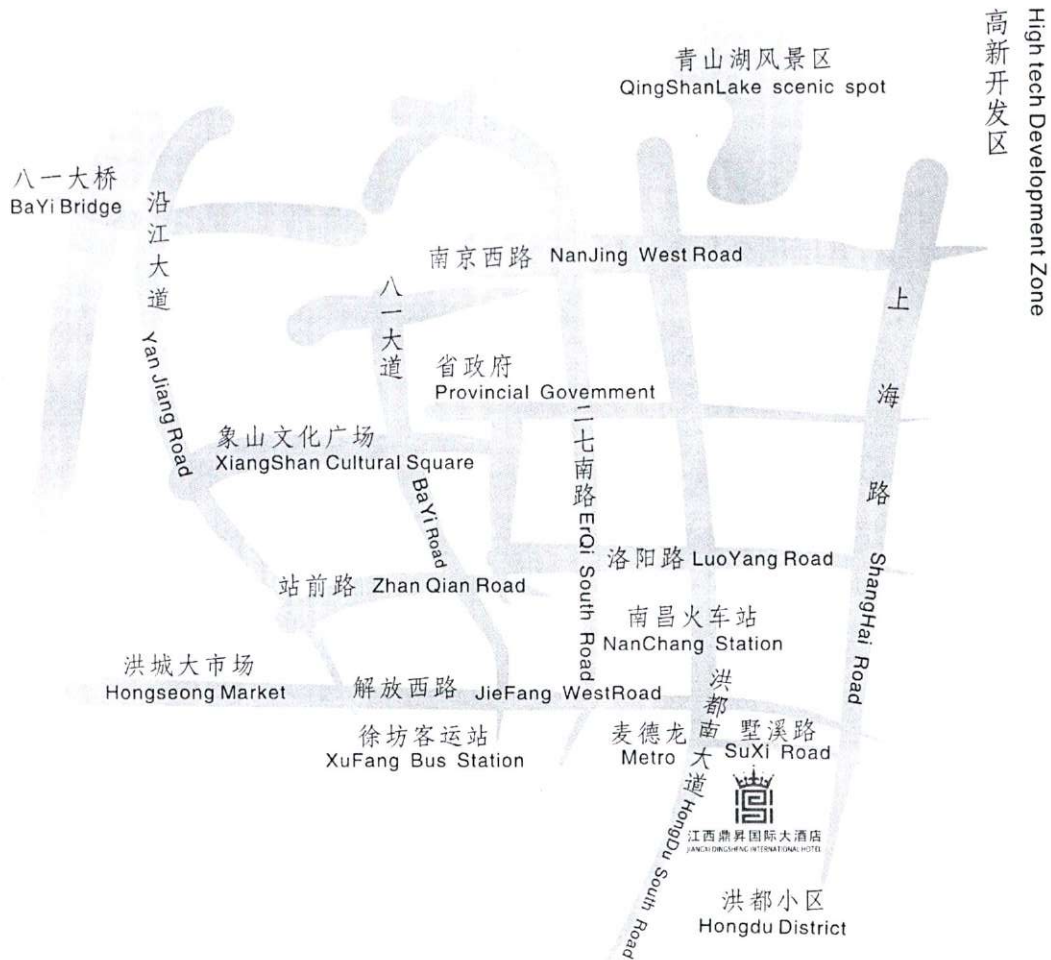 高新开发区
High tech Development Zone
青山湖风景区
QingShanLake scenic spot
八一大桥
BaYi Bridge
沿江大道
Yan Jiang Road
南京西路 NanJing West Road
八一大道
BaYi Road
上海路
ShangHai Road
省政府
Provincial Govemment
二七南路
ErQi South Road
象山文化广场
XiangShan Cultural Square
洛阳路 LuoYang Road
站前路 Zhan Qian Road
南昌火车站
NanChang Station
洪城大市场
Hongseong Market
解放西路 JieFang WestRoad
洪都南大道
HongDu South Road
徐坊客运站
XuFang Bus Station
麦德龙
Metro
墅溪路
SuXi Road
江西鼎昇国际大酒店
JIANGXI DINGSHENG INTERNATIONAL HOTEL
洪都小区
Hongdu District